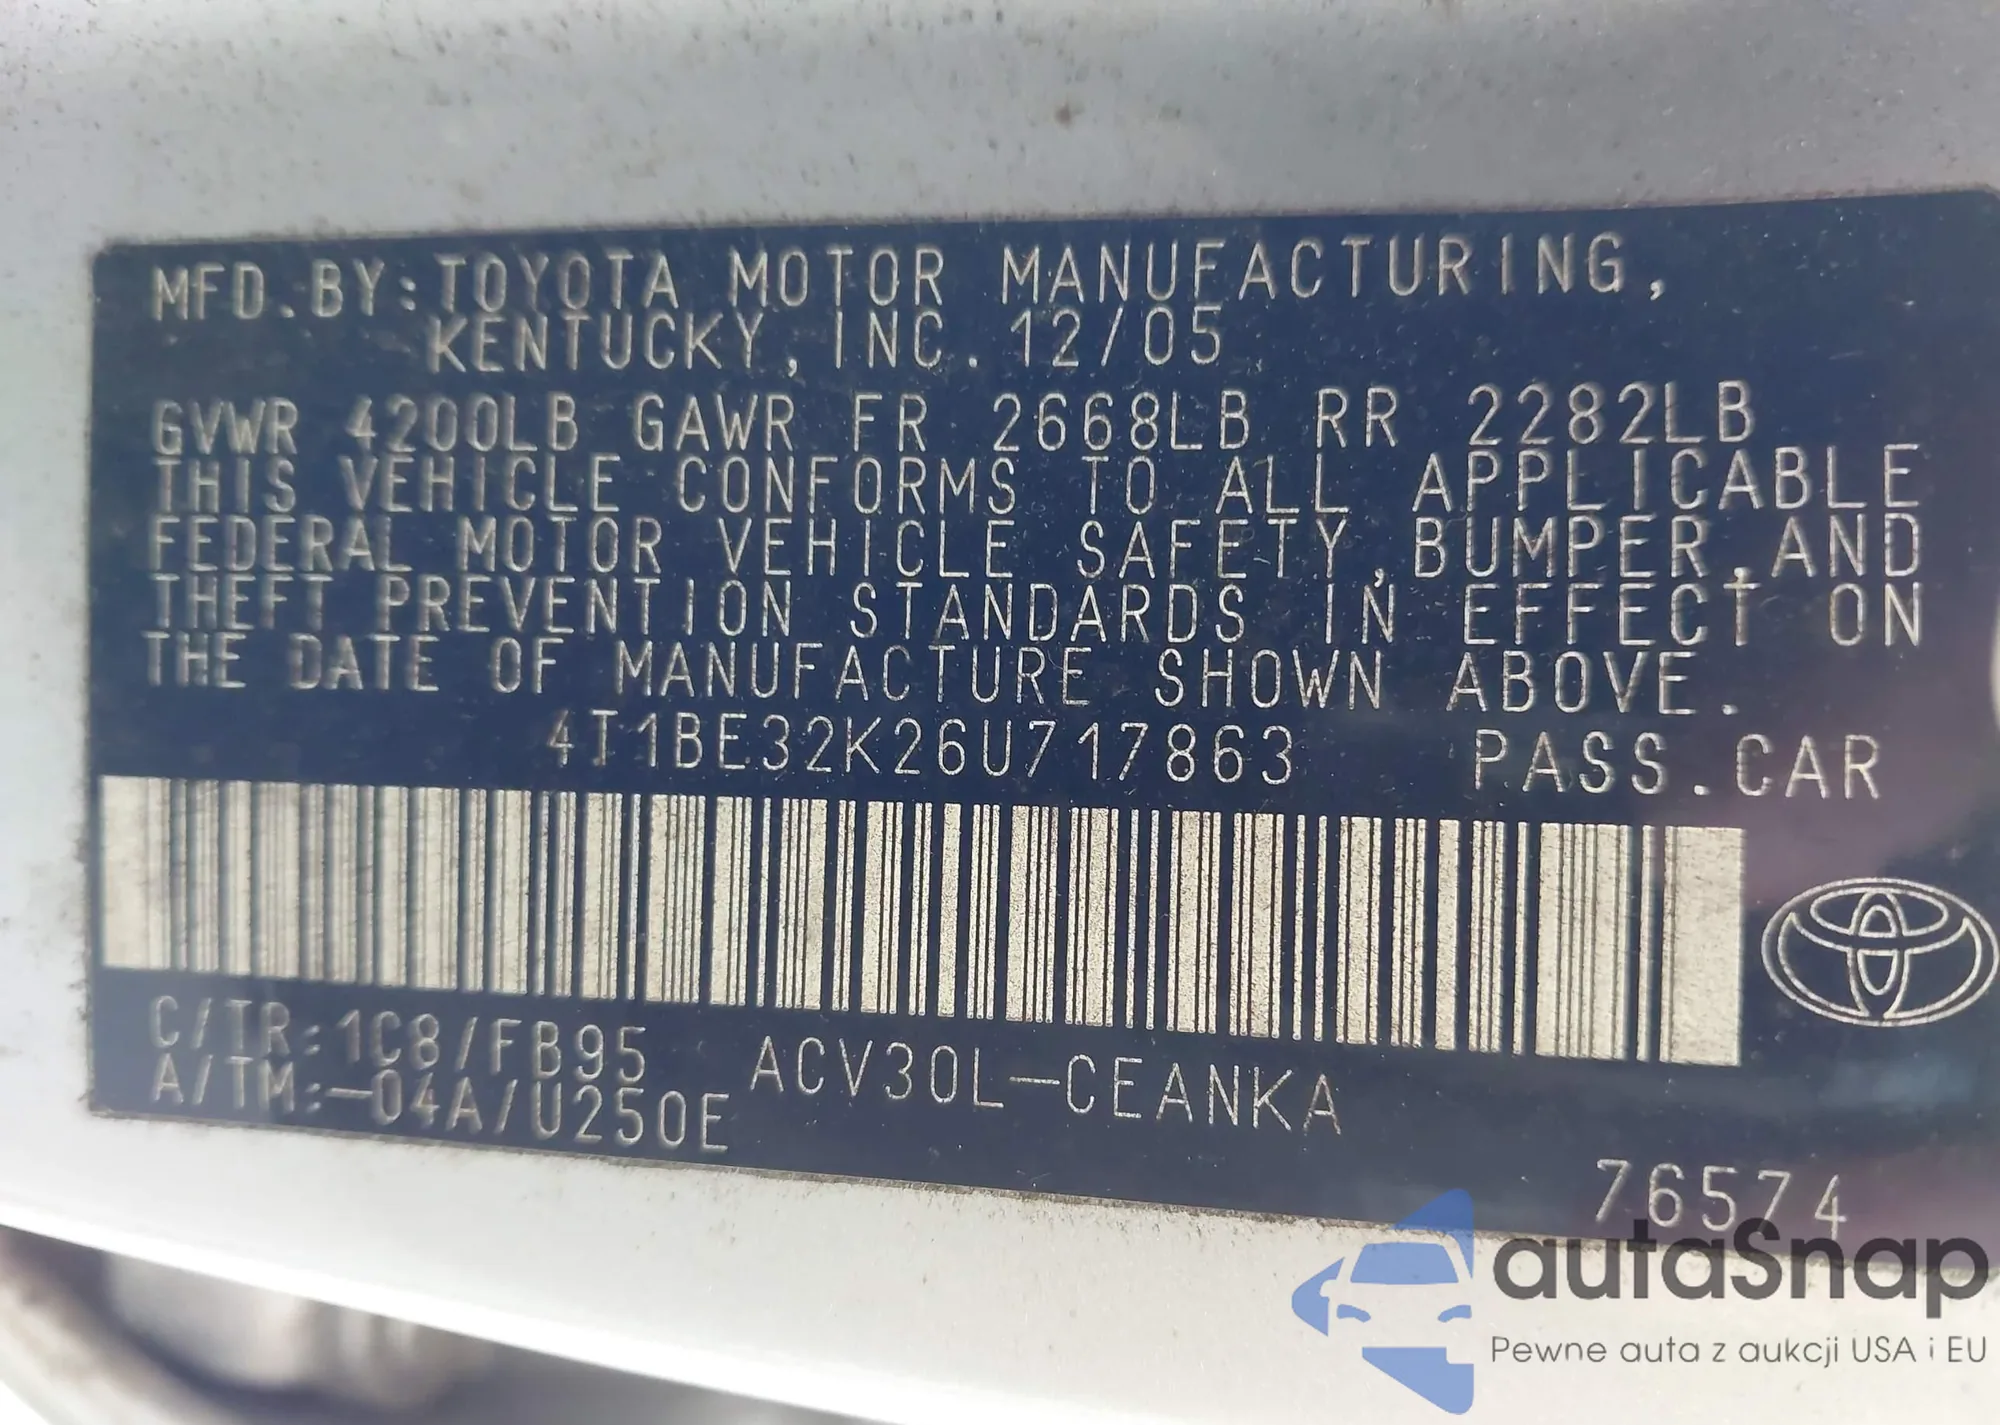 MFD.BY:TOYOTA MOTOR MANUFACTURING,
KENTUCKY, INC. 12/05
GVWR 4200LB GAWR FR 2668LB RR 2282LB
THIS VEHICLE CONFORMS TO ALL APPLICABLE
FEDERAL MOTOR VEHICLE SAFETY,BUMPER,AND
THEFT PREVENTION STANDARDS IN EFFECT ON
THE DATE OF MANUFACTURE SHOWN ABOVE.
4T1BE32K26U717863 PASS.CAR
C/TR:1C8/FB95 ACV30L-CEANKA
A/TM:-04A/U250E
76574
autaSnap
Pewne auta z aukcji USA i EU